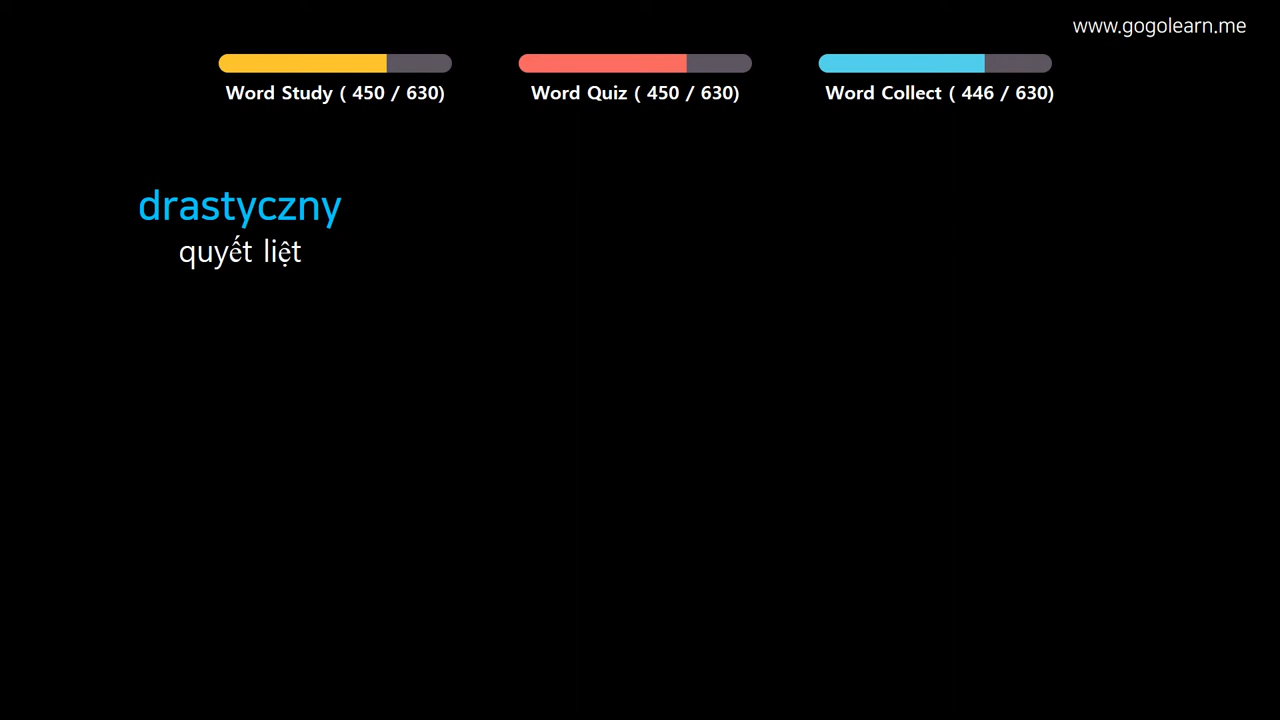 www.gogolearn.me
Word Study ( 450 / 630)
Word Quiz ( 450 / 630)
Word Collect ( 446 / 630)
drastyczny
quyết liệt